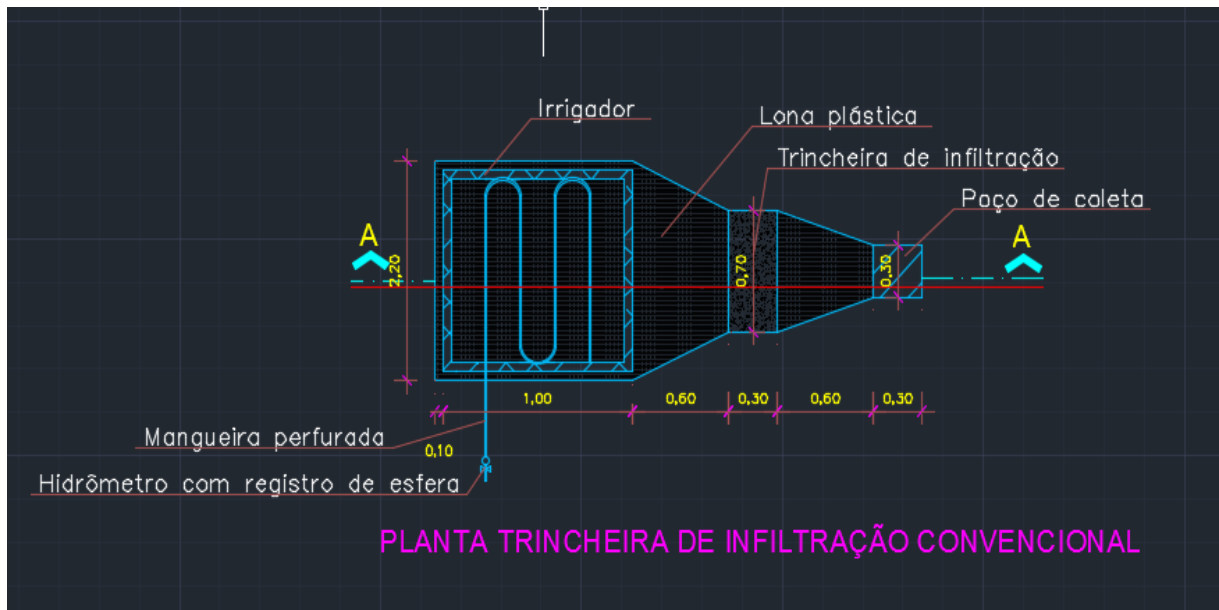 Irrigador
Lona plástica
Trincheira de infiltração
Poço de coleta
A
A
2,20
0,70
0,30
1,00
0,60
0,30
0,60
0,30
0,10
Mangueira perfurada
Hidrômetro com registro de esfera
PLANTA TRINCHEIRA DE INFILTRAÇÃO CONVENCIONAL